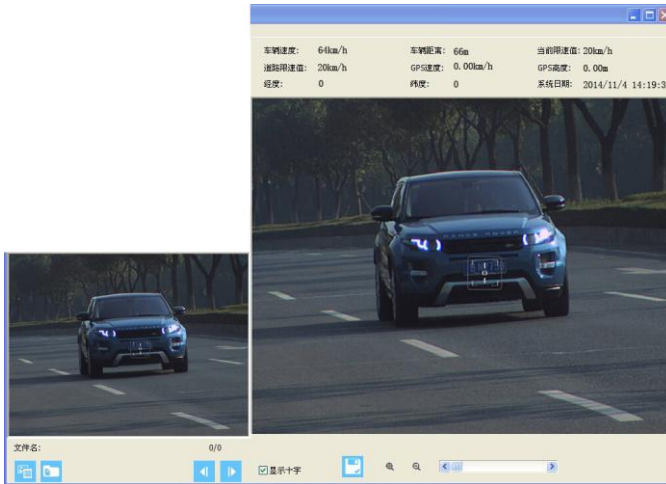 车辆速度: 64km/h 车辆距离: 66m 当前限速值: 20km/h
道路限速值: 20km/h GPS速度: 0.00km/h GPS高度: 0.00m
经度: 0 纬度: 0 系统日期: 2014/11/4 14:19:3
RANGE ROVER
文件名: 0/0
显示十字